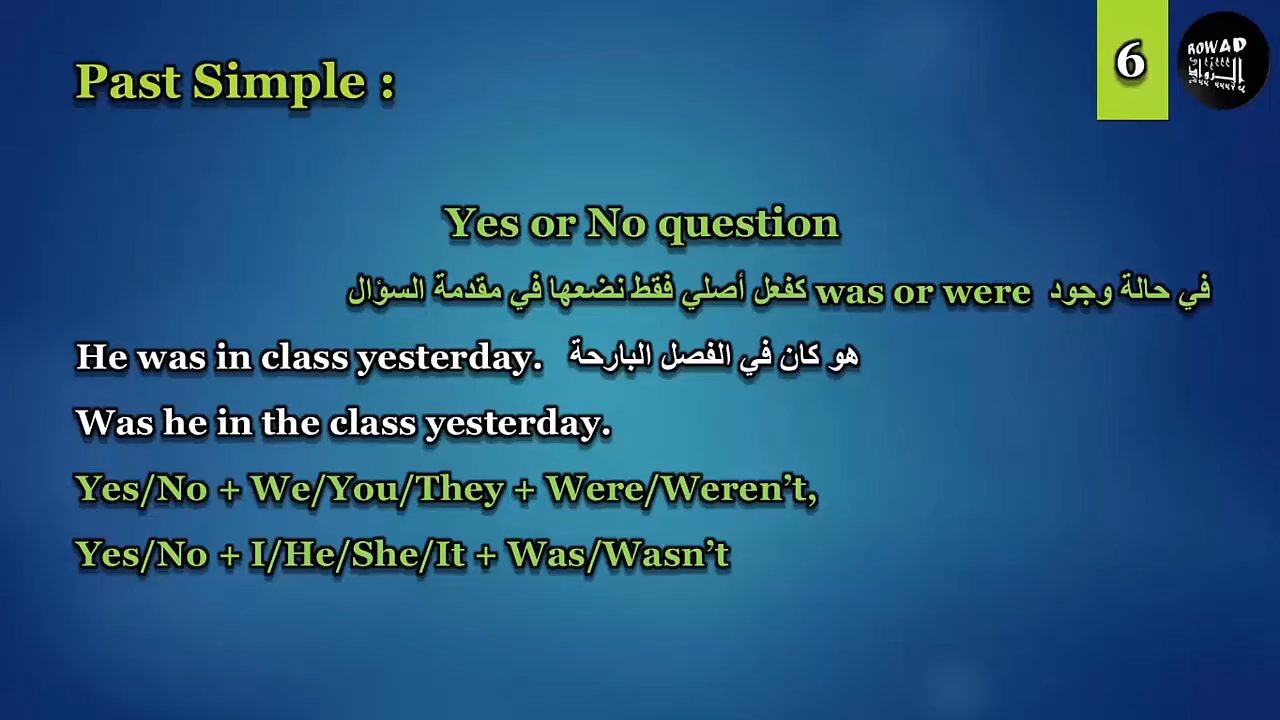 Past Simple :
6
ROWAD
Yes or No question
في حالة وجود was or were كفعل أصلي فقط نضعها في مقدمة السؤال
He was in class yesterday. هو كان في الفصل البارحة
Was he in the class yesterday.
Yes/No + We/You/They + Were/Weren’t,
Yes/No + I/He/She/It + Was/Wasn’t